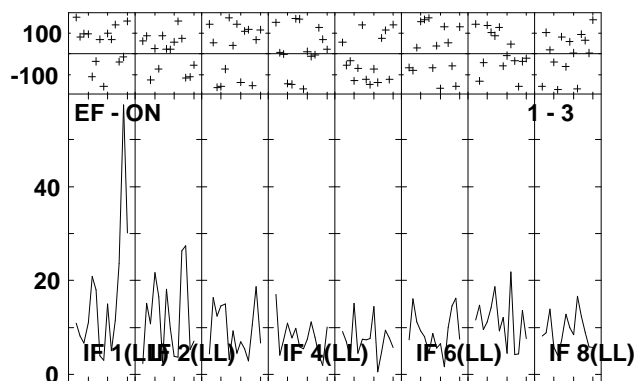 100
-100
EF - ON 1 - 3
40
20
0
IF 1(LL) IF 2(LL) IF 4(LL) IF 6(LL) IF 8(LL)